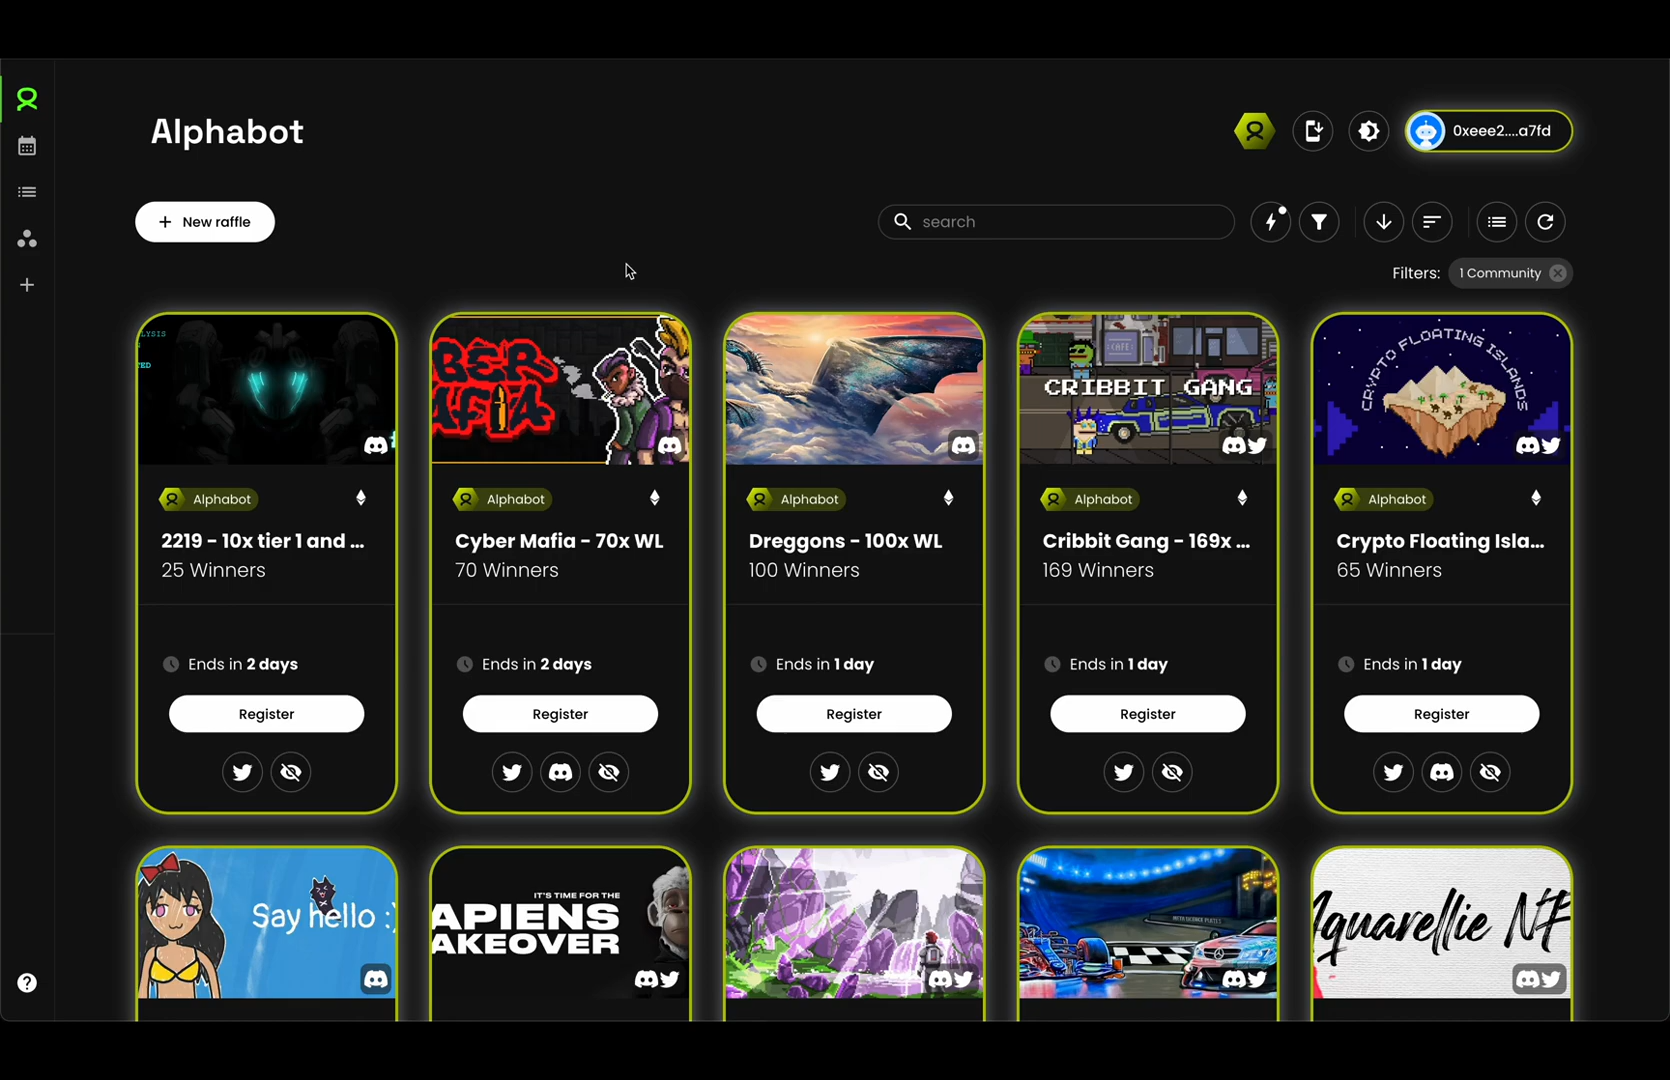 Alphabot
0xeee2....a7fd
+ New raffle
search
Filters: 1 Community
LYSIS
CRIBBIT GANG
CAFE
CRYPTO FLOATING ISLANDS
Alphabot
Alphabot
Alphabot
Alphabot
Alphabot
2219 - 10x tier 1 and ...
Cyber Mafia - 70x WL
Dreggons - 100x WL
Cribbit Gang - 169x ...
Crypto Floating Isla...
25 Winners
70 Winners
100 Winners
169 Winners
65 Winners
Ends in 2 days
Ends in 2 days
Ends in 1 day
Ends in 1 day
Ends in 1 day
Register
Register
Register
Register
Register
Say hello :)
IT'S TIME FOR THE
APIENS
AKEOVER
Aquarellie NF